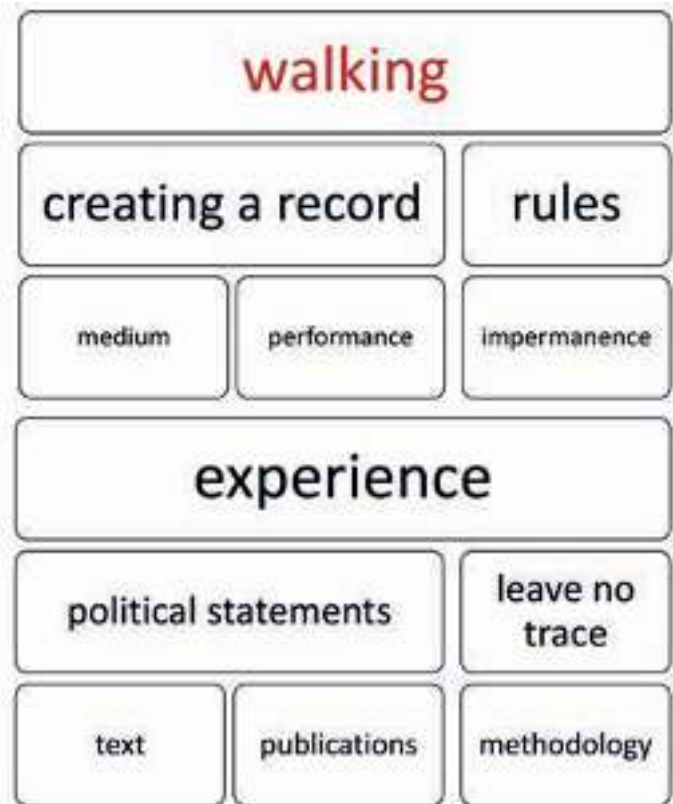 walking
creating a record
rules
medium
performance
impermanence
experience
political statements
leave no
trace
text
publications
methodology